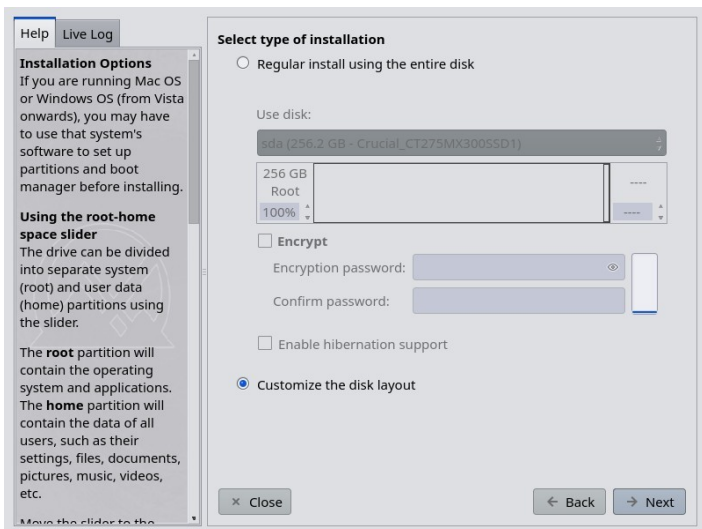 Help Live Log
Installation Options
If you are running Mac OS
or Windows OS (from Vista
onwards), you may have
to use that system's
software to set up
partitions and boot
manager before installing.
Using the root-home
space slider
The drive can be divided
into separate system
(root) and user data
(home) partitions using
the slider.
The root partition will
contain the operating
system and applications.
The home partition will
contain the data of all
users, such as their
settings, files, documents,
pictures, music, videos,
etc.
Move the slider to the
Select type of installation
Regular install using the entire disk
Use disk:
sda (256.2 GB - Crucial_CT275MX300SSD1)
256 GB
Root
100%
----
----
Encrypt
Encryption password:
Confirm password:
Enable hibernation support
Customize the disk layout
Close
Back
Next